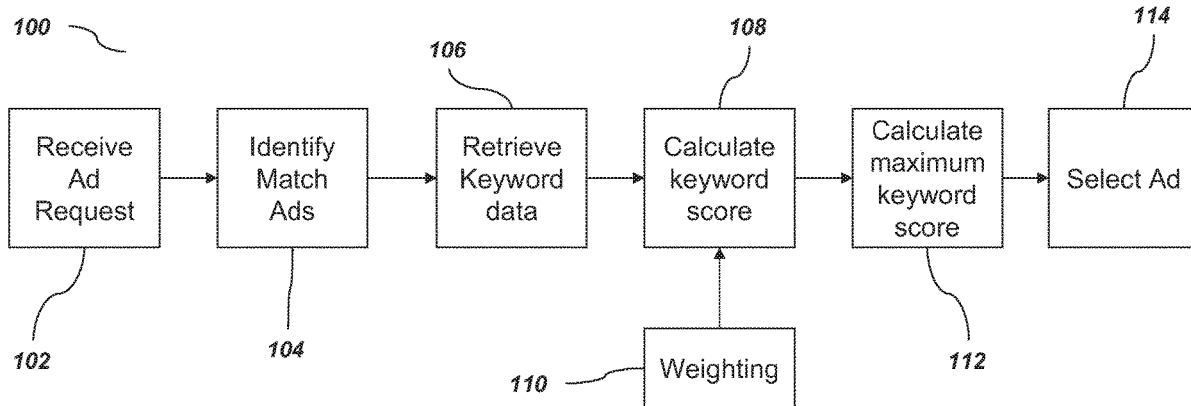 100
106
108
114
Receive
Ad
Request
Identify
Match
Ads
Retrieve
Keyword
data
Calculate
keyword
score
Calculate
maximum
keyword
score
Select Ad
102
104
110
Weighting
112